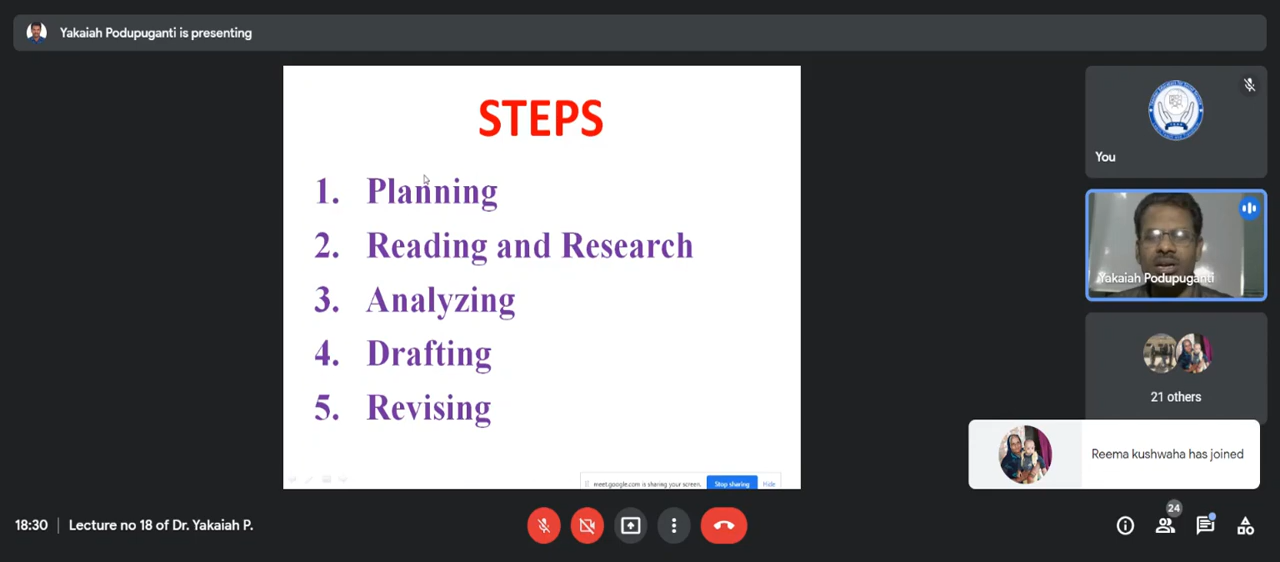 Yakaiah Podupuganti is presenting
STEPS
1. Planning
2. Reading and Research
3. Analyzing
4. Drafting
5. Revising
meet.google.com is sharing your screen. Stop sharing Hide
You
Yakaiah Podupuganti
21 others
Reema kushwaha has joined
18:30 Lecture no 18 of Dr. Yakaiah P.
24